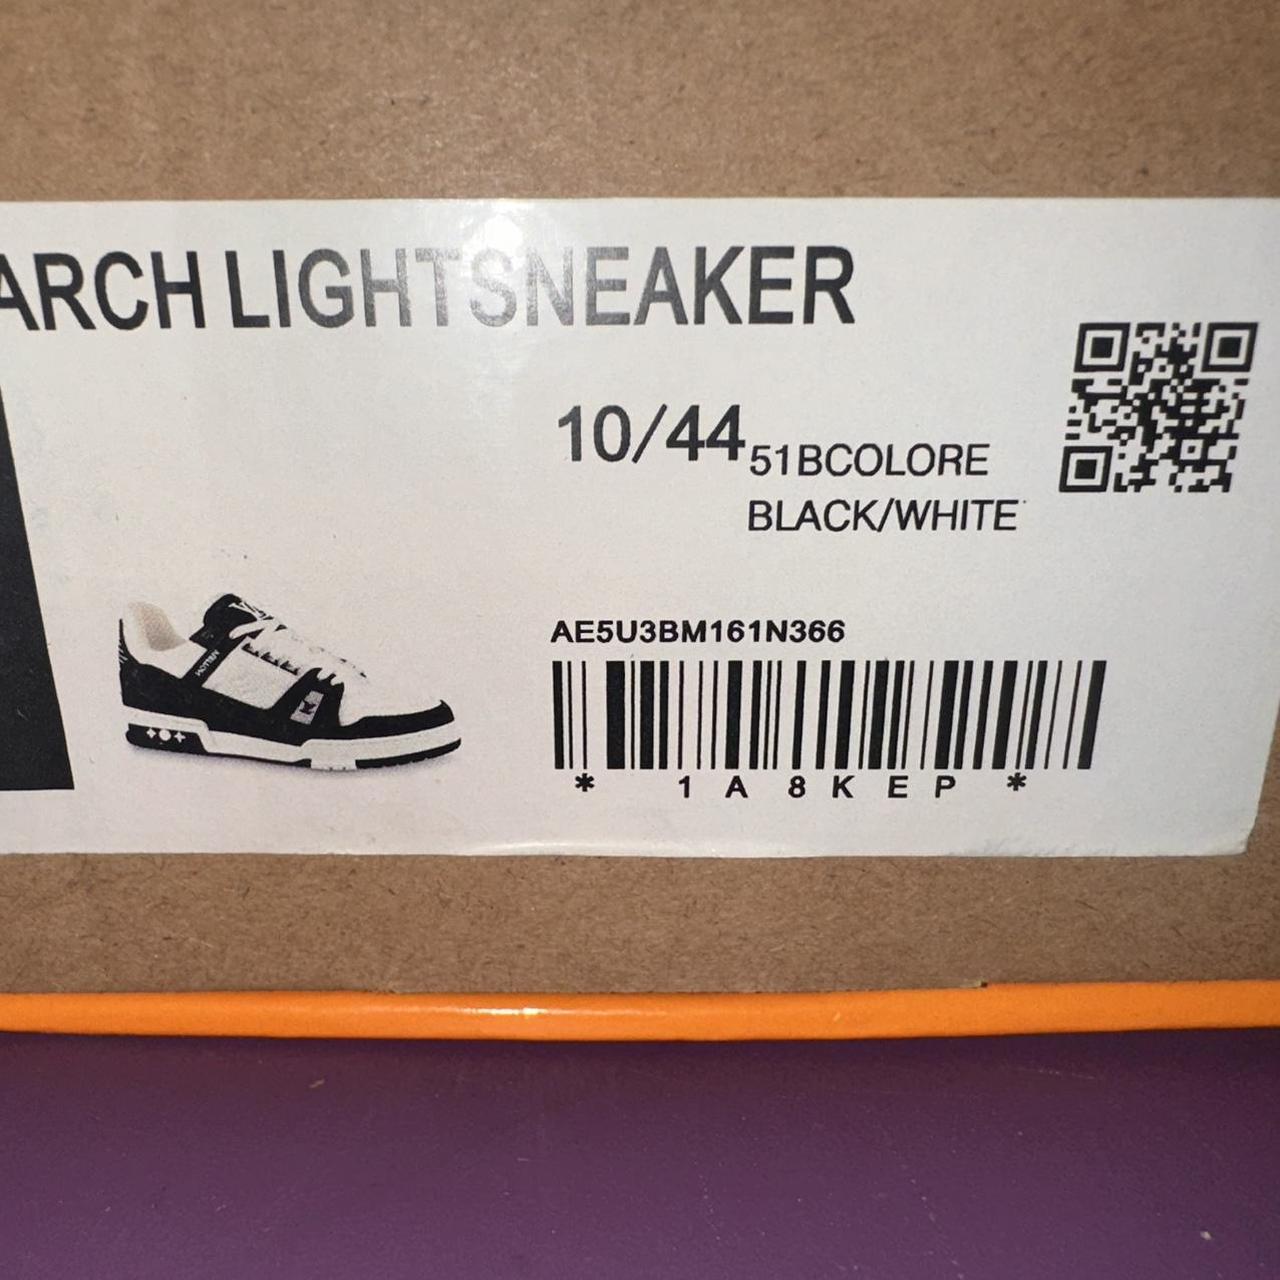 ARCH LIGHTSNEAKER
10/44 51BCOLORE
BLACK/WHITE
AE5U3BM161N366
* 1A8KEP *